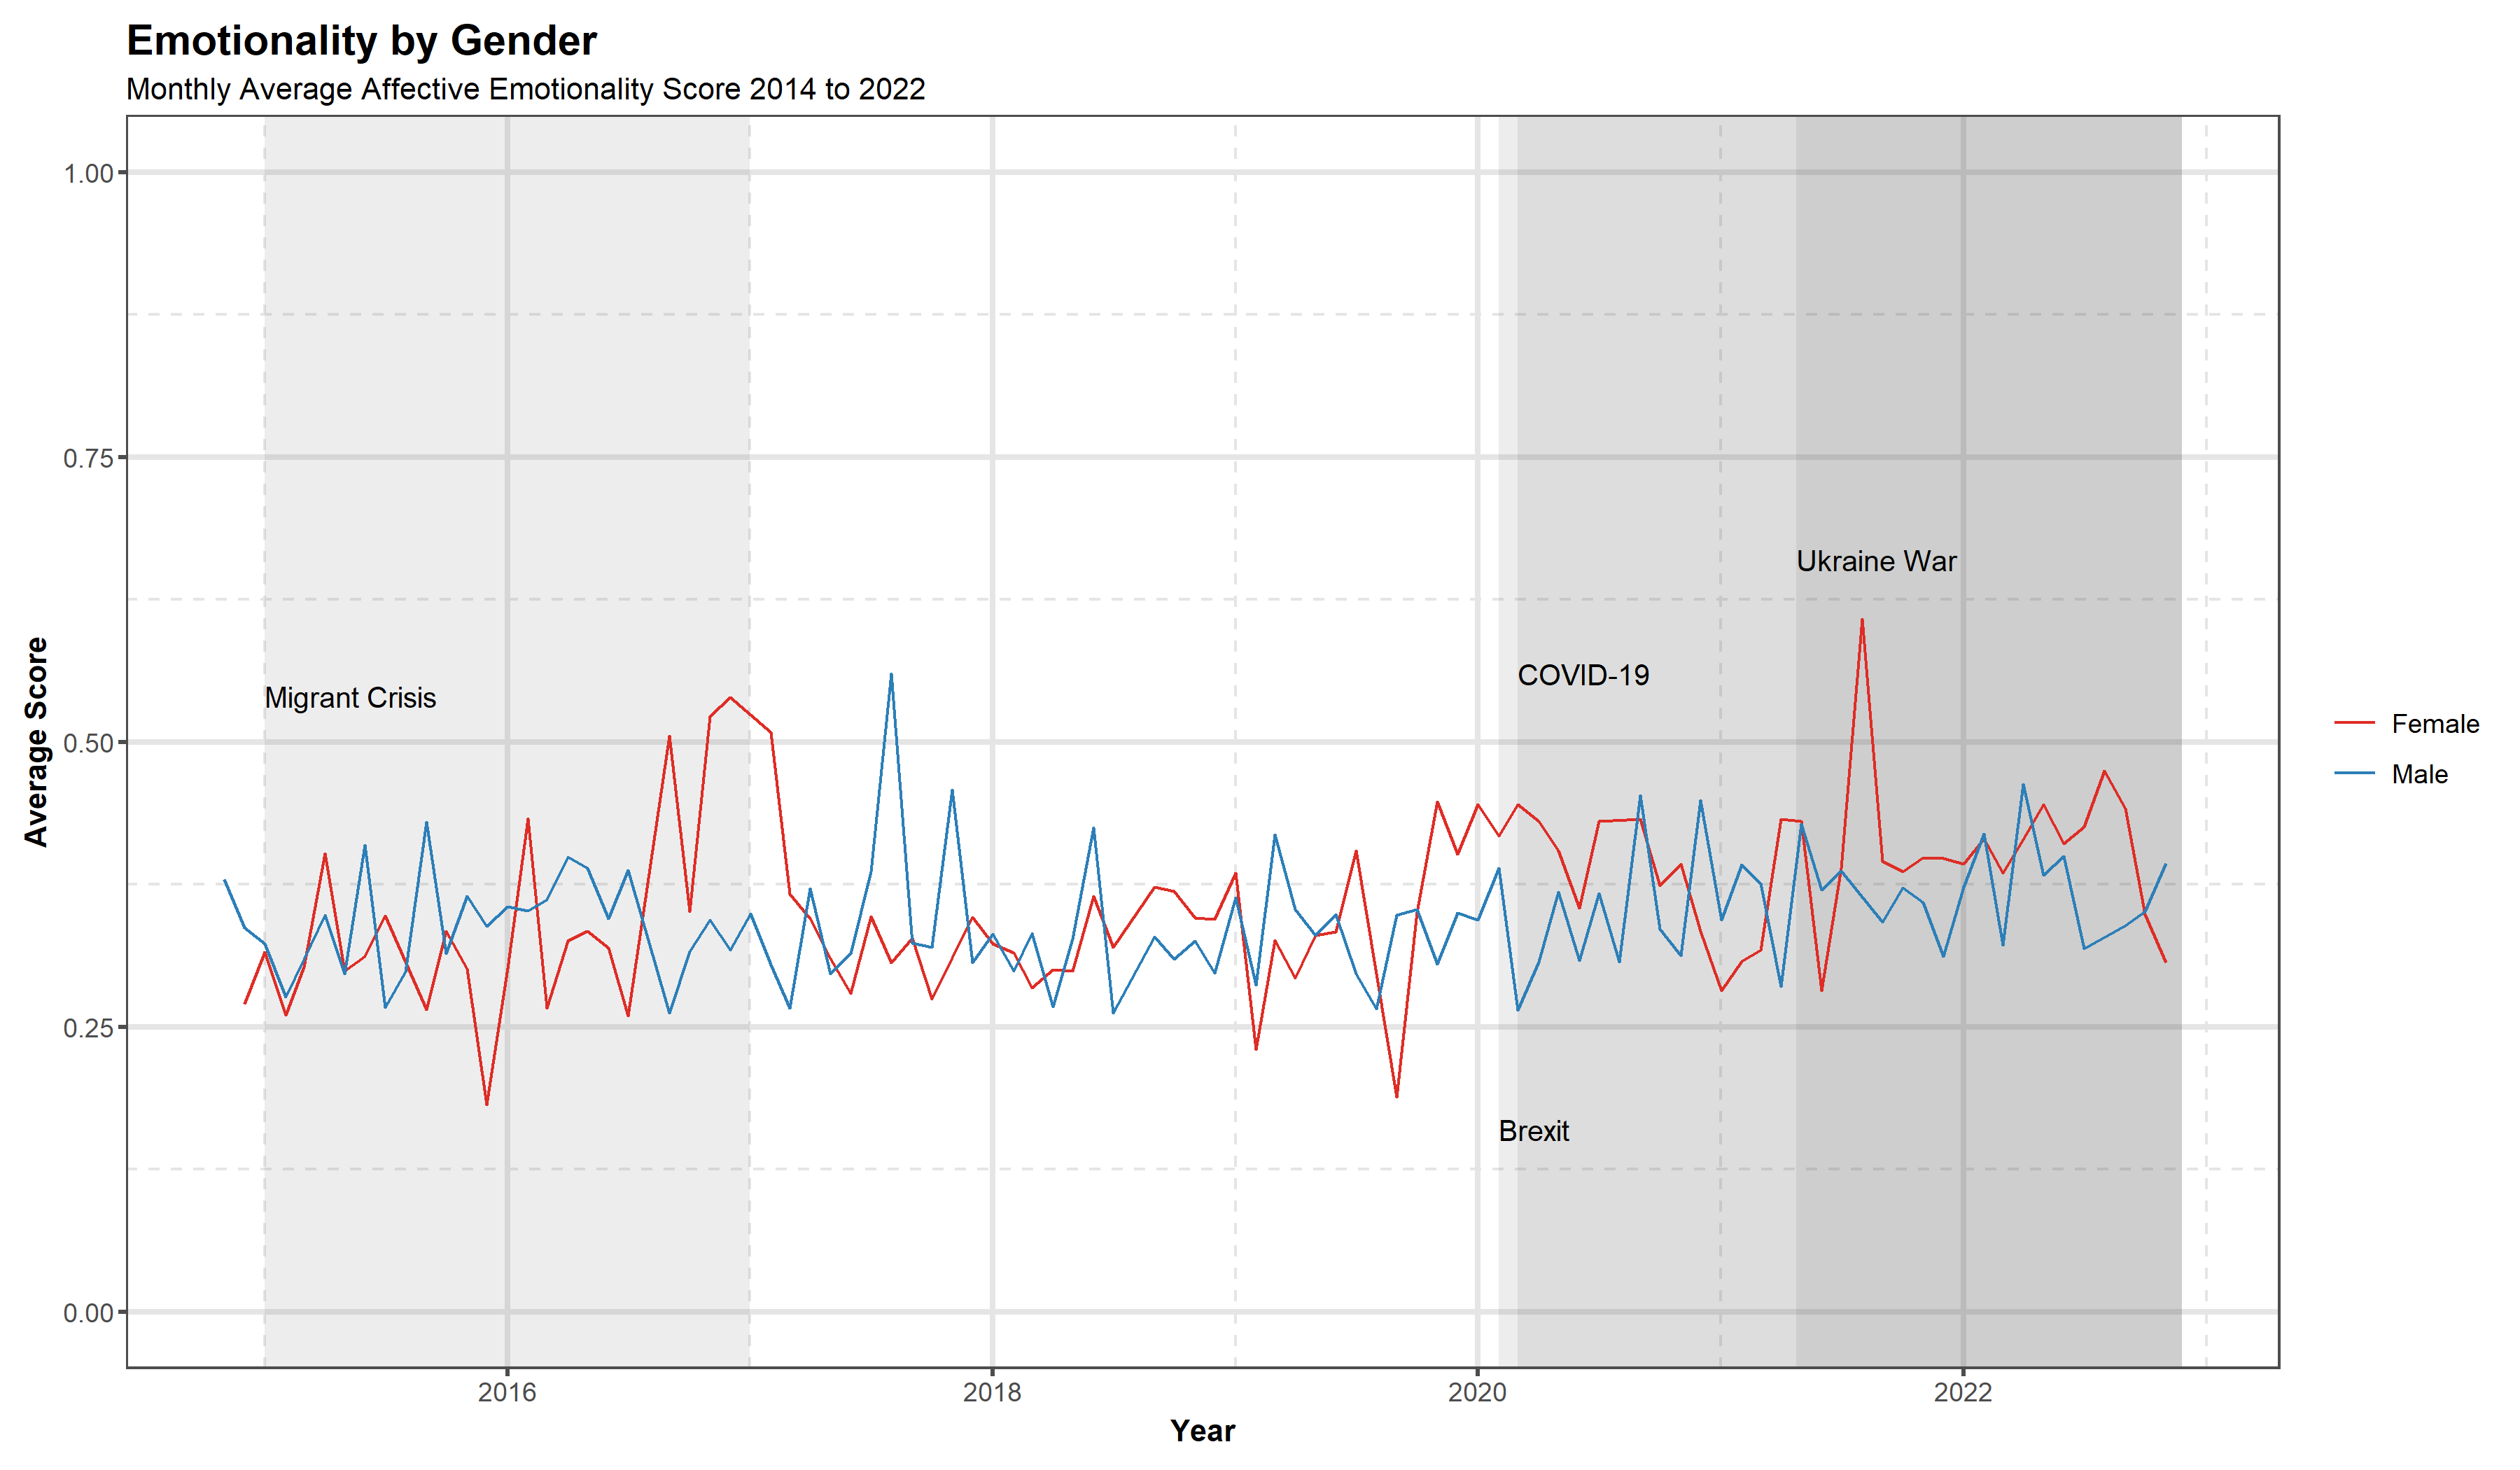 Emotionality by Gender
Monthly Average Affective Emotionality Score 2014 to 2022
Average Score
1.00
0.75
0.50
0.25
0.00
Migrant Crisis
Ukraine War
COVID-19
Brexit
2016
2018
2020
2022
Year
Female
Male